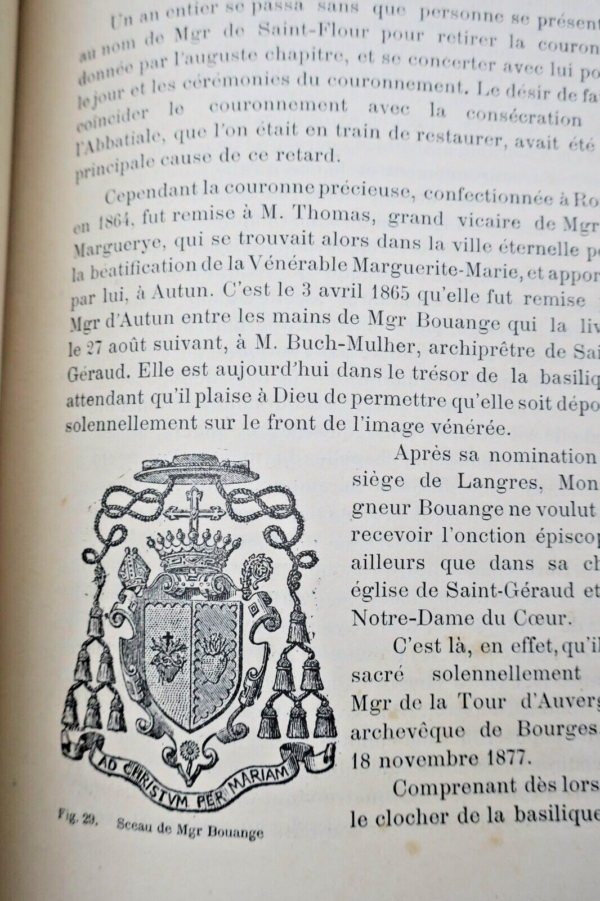 Un an entier se passa sans que personne se présent
au nom de Mgr de Saint-Flour pour retirer la couron
donnée par l'auguste chapitre, et se concerter avec lui po
le jour et les cérémonies du couronnement. Le désir de fa
coïncider le couronnement avec la consécration
l'Abbatiale, que l'on était en train de restaurer, avait été
principale cause de ce retard.
Cependant la couronne précieuse, confectionnée à Ro
en 1864, fut remise à M. Thomas, grand vicaire de Mgr
Marguerye, qui se trouvait alors dans la ville éternelle p
la béatification de la Vénérable Marguerite-Marie, et appor
par lui, à Autun. C'est le 3 avril 1865 qu'elle fut remise
Mgr d'Autun entre les mains de Mgr Bouange qui la liv
le 27 août suivant, à M. Buch-Mulher, archiprêtre de Sai
Géraud. Elle est aujourd'hui dans le trésor de la basiliq
attendant qu'il plaise à Dieu de permettre qu'elle soit dépo
solennellement sur le front de l'image vénérée.
Après sa nomination
siège de Langres, Mon
gneur Bouange ne voulut
recevoir l'onction épiscop
ailleurs que dans sa ch
église de Saint-Géraud et
Notre-Dame du Cœur.
C'est là, en effet, qu'il
sacré solennellement
Mgr de la Tour d'Auverg
archevêque de Bourges,
18 novembre 1877.
Comprenant dès lors
le clocher de la basilique
AD CHRISTVM PER MARIAM
Fig. 29. Sceau de Mgr Bouange